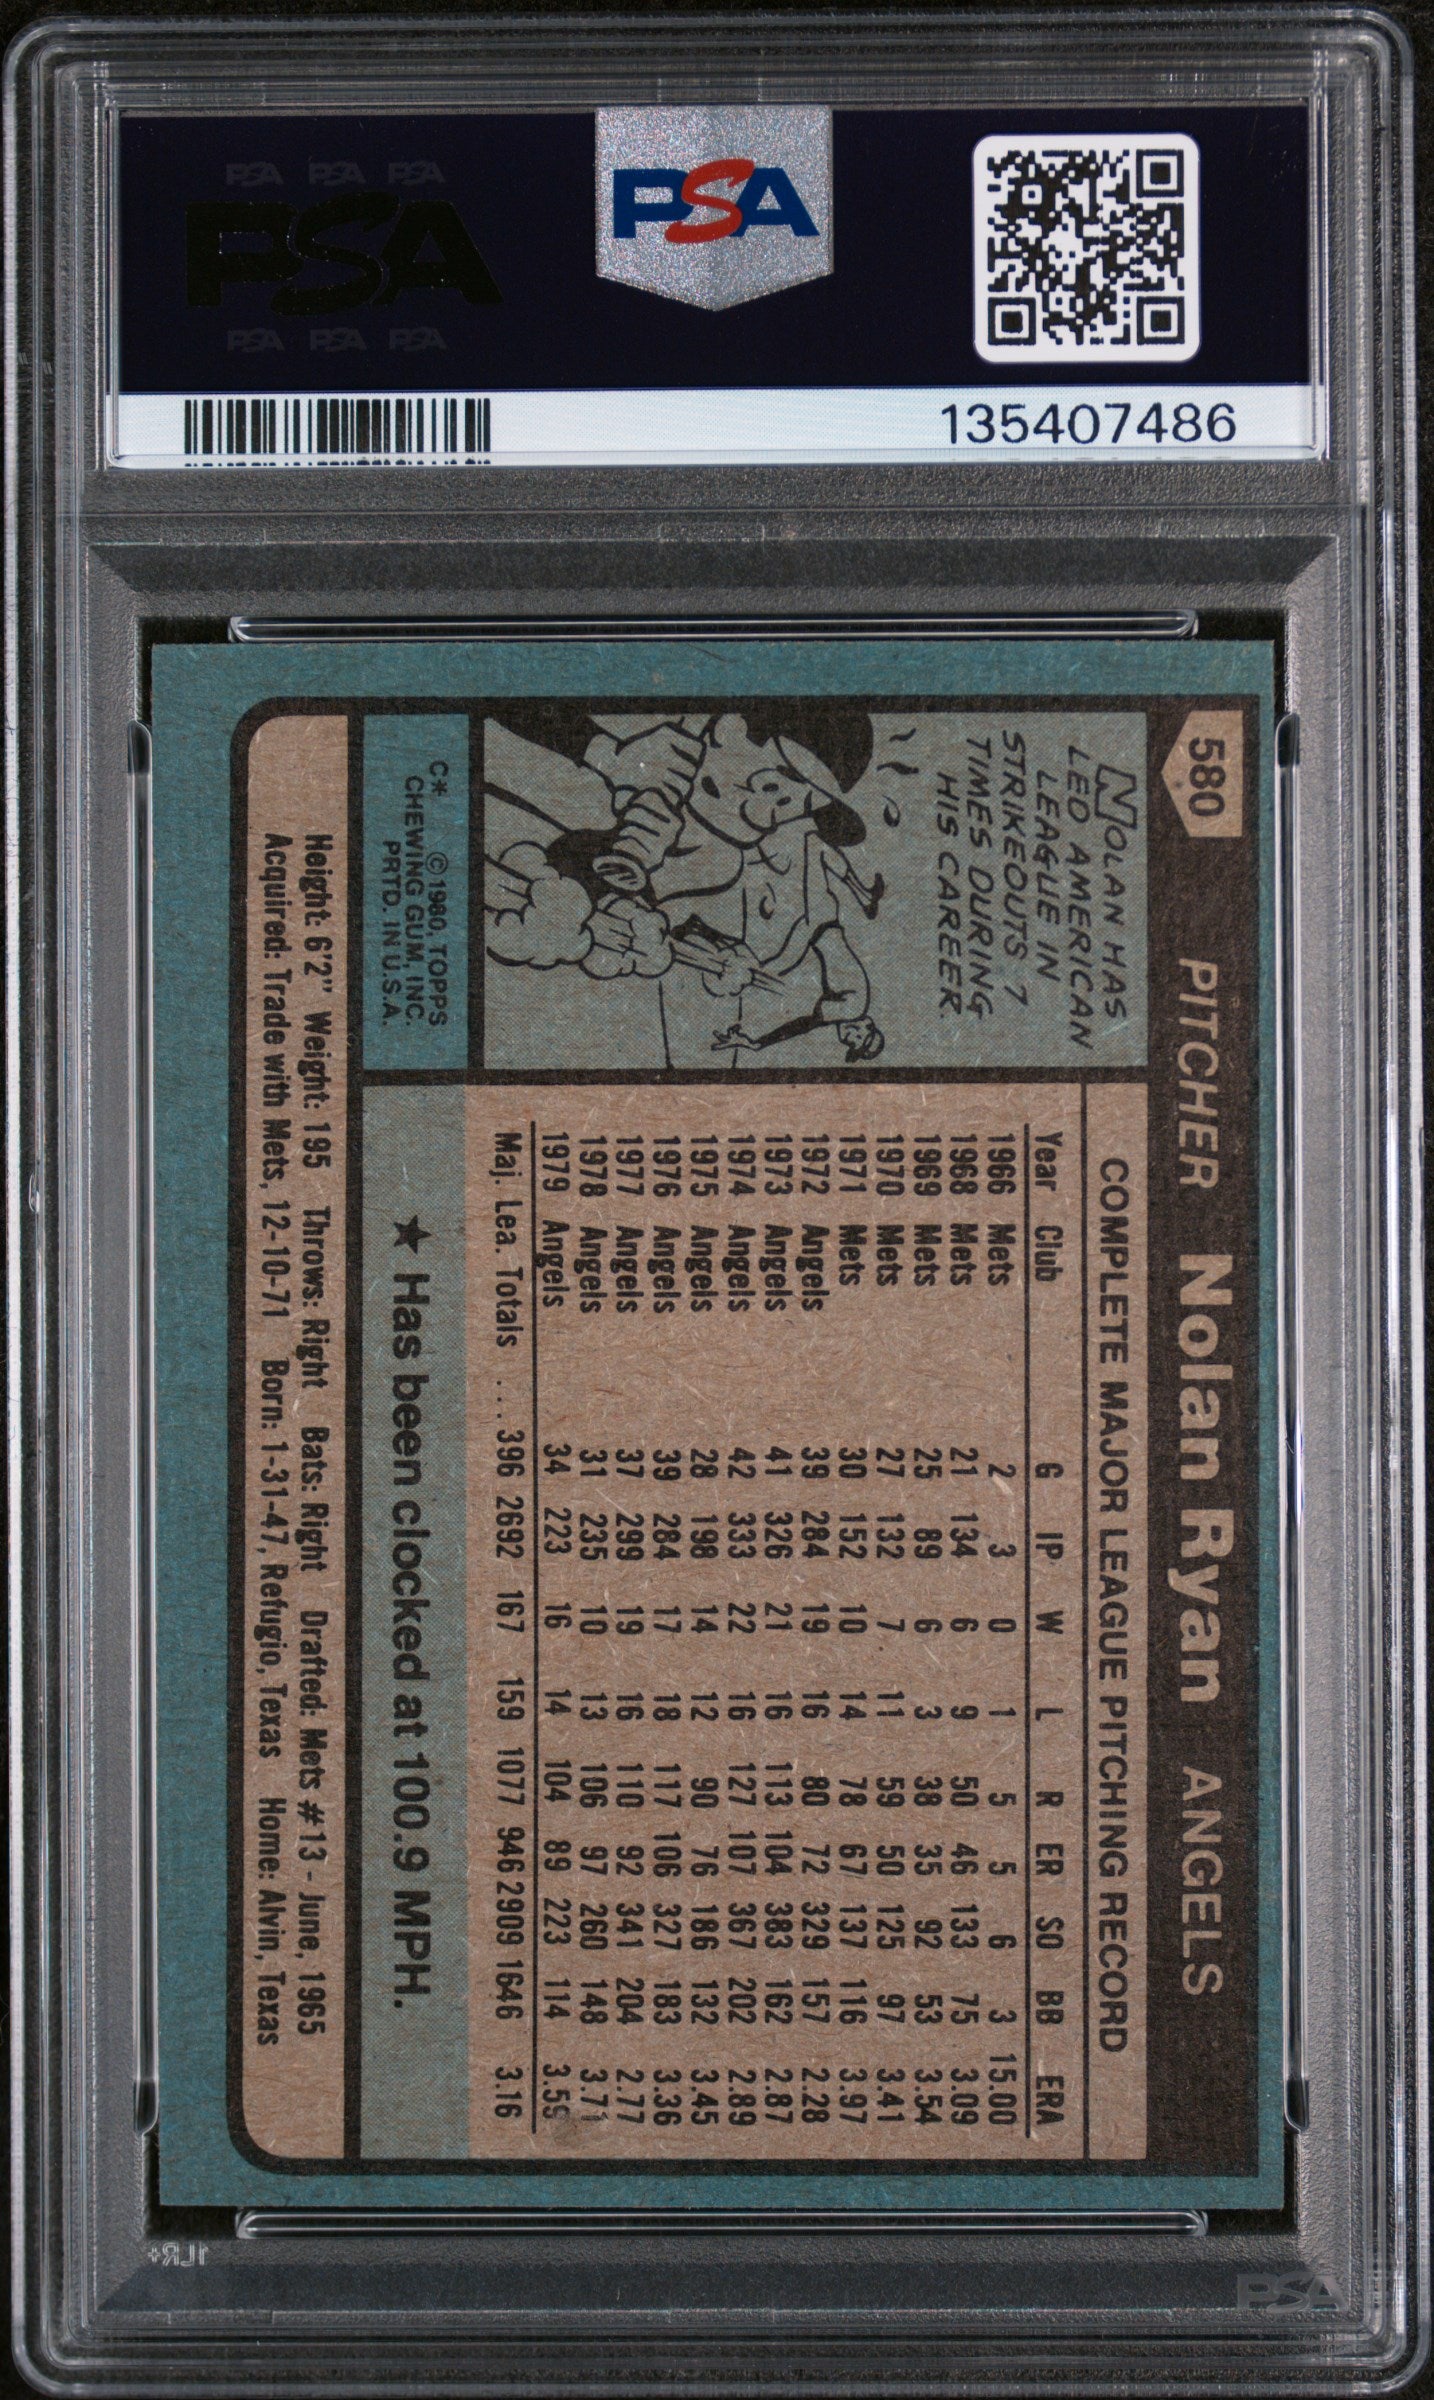 PSA PSA PSA
PSA
PSA PSA PSA
PSA
135407486
580 PITCHER Nolan Ryan ANGELS
NOLAN HAS
LED AMERICAN
LEAGUE IN
STRIKEOUTS 7
TIMES DURING
HIS CAREER.
C* © 1980, TOPPS
CHEWING GUM, INC.
PRTD. IN U.S.A.
COMPLETE MAJOR LEAGUE PITCHING RECORD
Year Club G IP W L R ER SO BB ERA
1966 Mets 2 3 0 1 5 5 6 3 15.00
1968 Mets 21 134 6 9 50 46 133 75 3.09
1969 Mets 25 89 6 3 38 35 92 53 3.54
1970 Mets 27 132 7 11 59 50 125 97 3.41
1971 Mets 30 152 10 14 78 67 137 116 3.97
1972 Angels 39 284 19 16 80 72 329 157 2.28
1973 Angels 41 326 21 16 113 104 383 162 2.87
1974 Angels 42 333 22 16 127 107 367 202 2.89
1975 Angels 28 198 14 12 90 76 186 132 3.45
1976 Angels 39 284 17 18 117 106 327 183 3.36
1977 Angels 37 299 19 16 110 92 341 204 2.77
1978 Angels 31 235 10 13 106 97 260 148 3.71
1979 Angels 34 223 16 14 104 89 223 114 3.59
Maj. Lea. Totals ... 396 2692 167 159 1077 946 2909 1646 3.16
★ Has been clocked at 100.9 MPH.
Height: 6'2" Weight: 195 Throws: Right Bats: Right Drafted: Mets #13 - June, 1965
Acquired: Trade with Mets, 12-10-71 Born: 1-31-47, Refugio, Texas Home: Alvin, Texas
1LR+
PSA